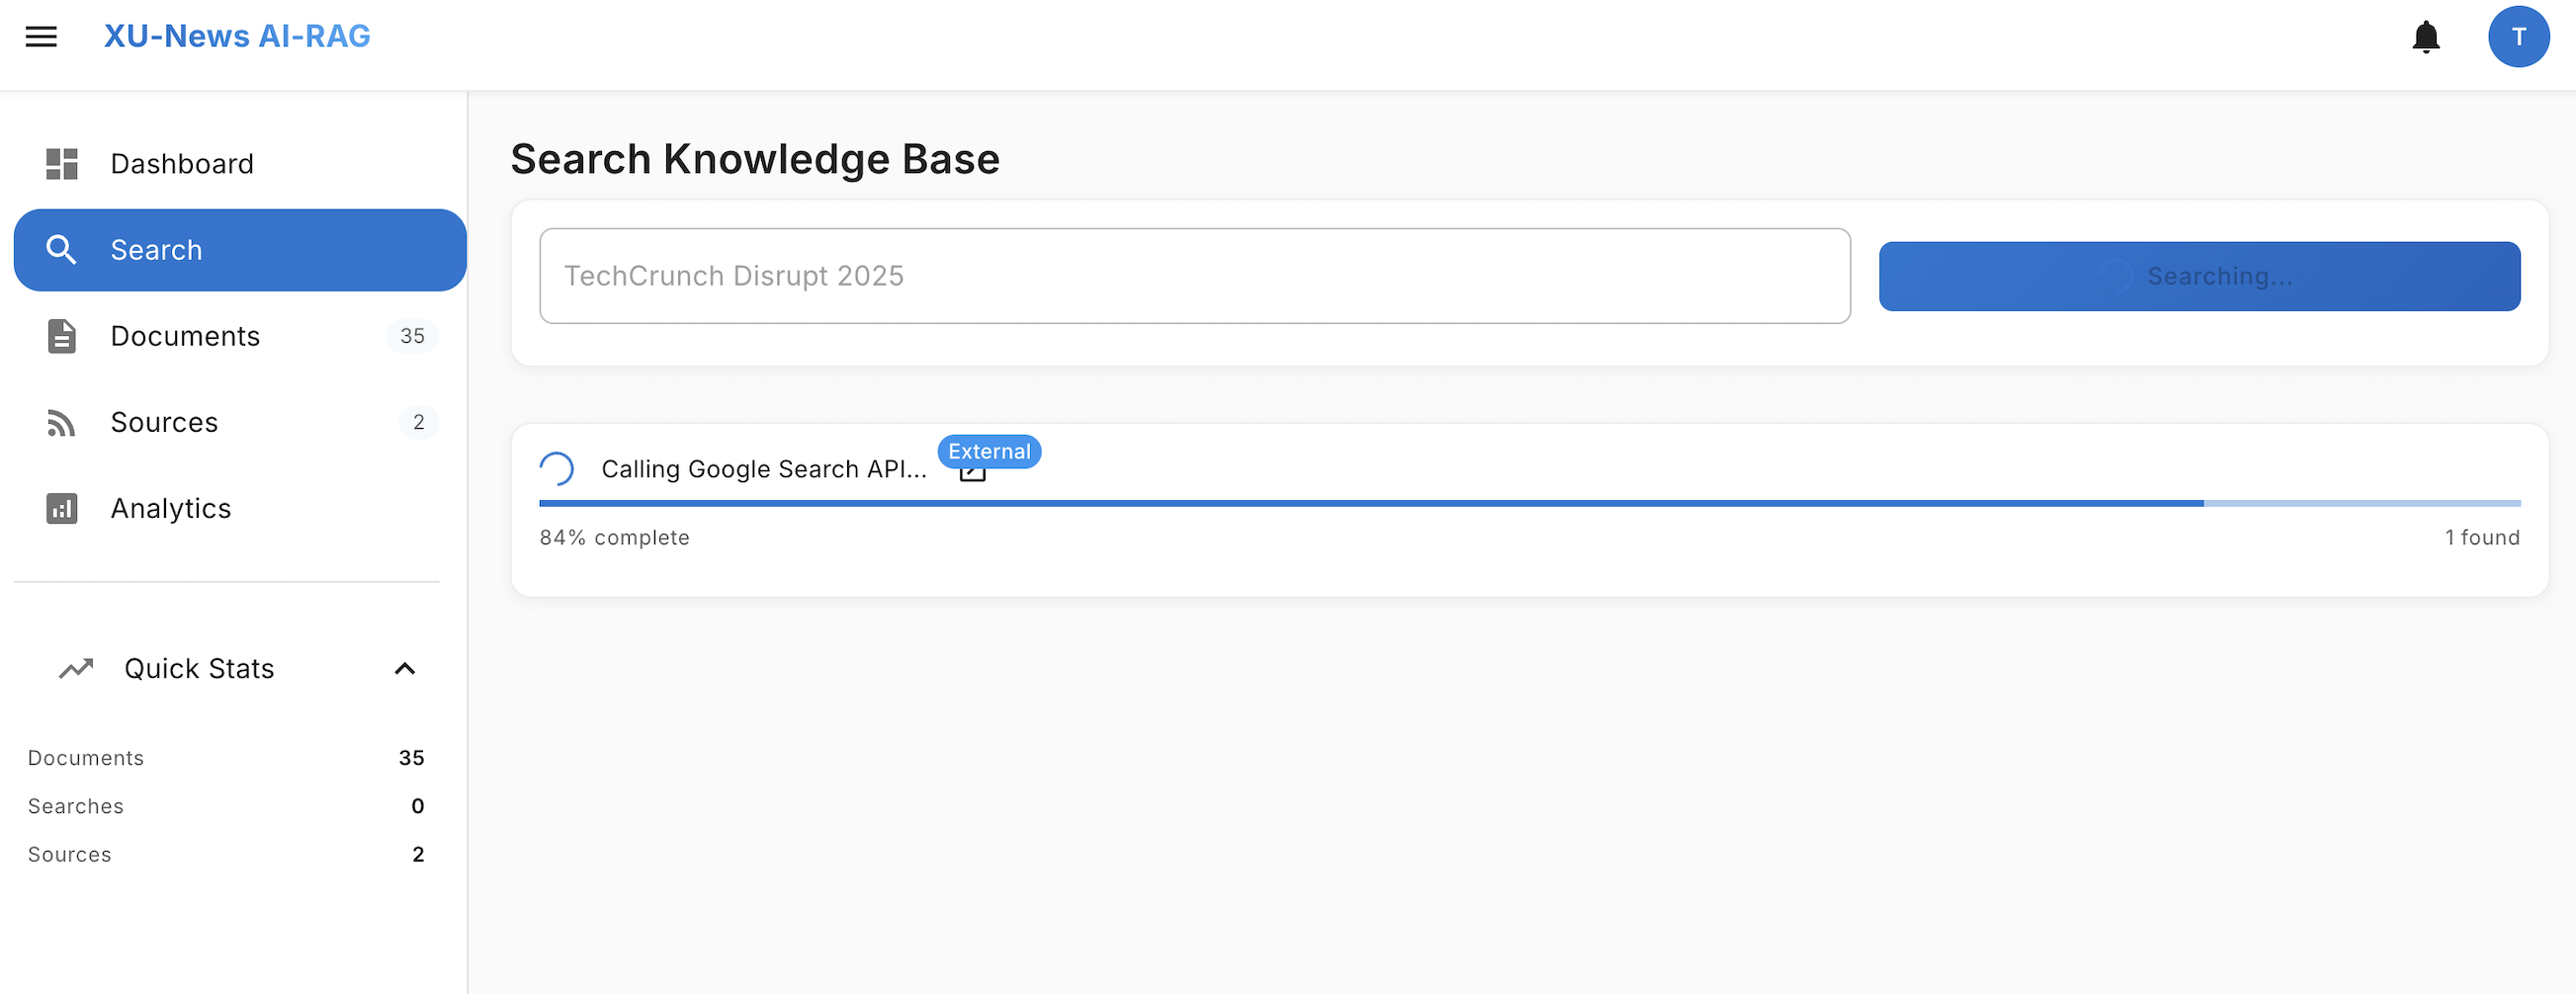 XU-News AI-RAG
T
Dashboard
Search
Documents 35
Sources 2
Analytics
Quick Stats
Documents 35
Searches 0
Sources 2
Search Knowledge Base
TechCrunch Disrupt 2025
Searching...
Calling Google Search API...
External
84% complete
1 found